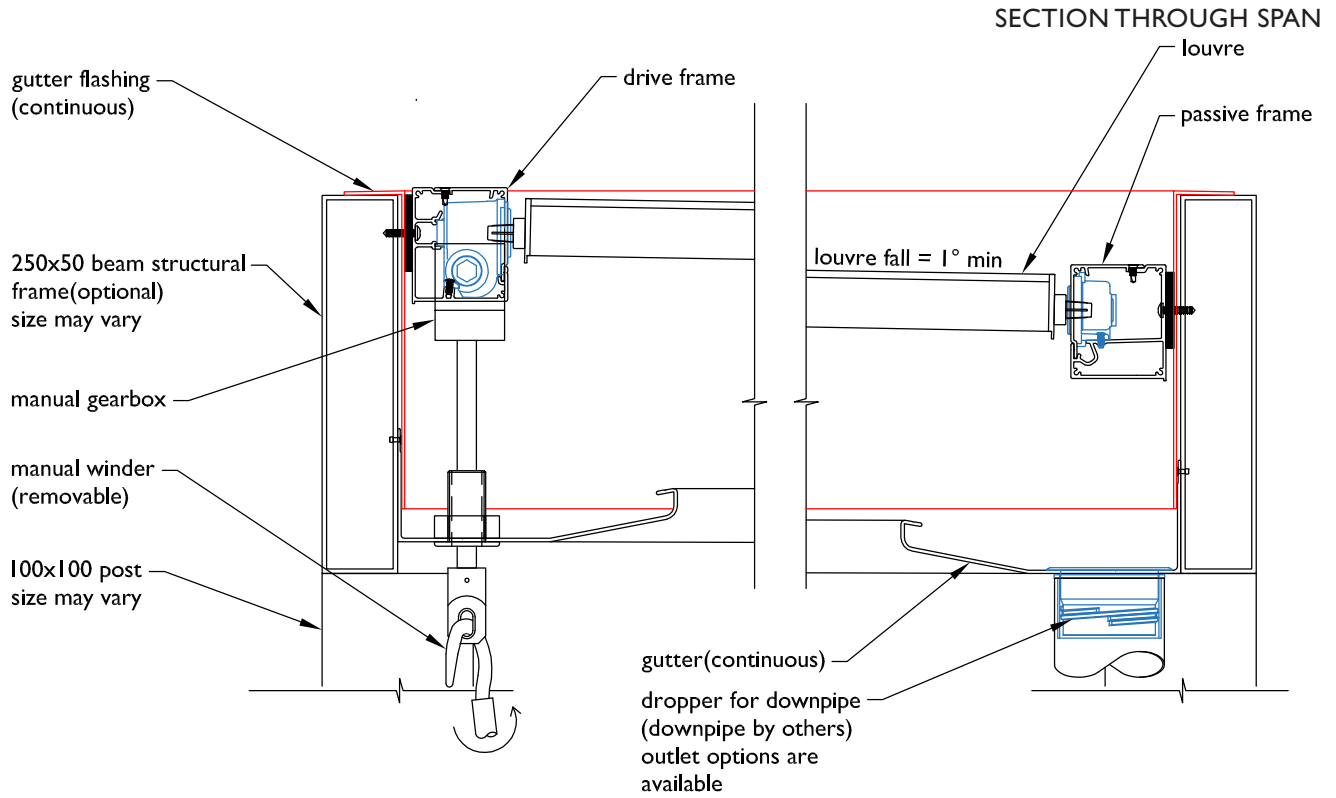 SECTION THROUGH SPAN
louvre
gutter flashing
(continuous)
drive frame
passive frame
250x50 beam structural
frame(optional)
size may vary
louvre fall = 1° min
manual gearbox
manual winder
(removable)
100x100 post
size may vary
gutter(continuous)
dropper for downpipe
(downpipe by others)
outlet options are
available